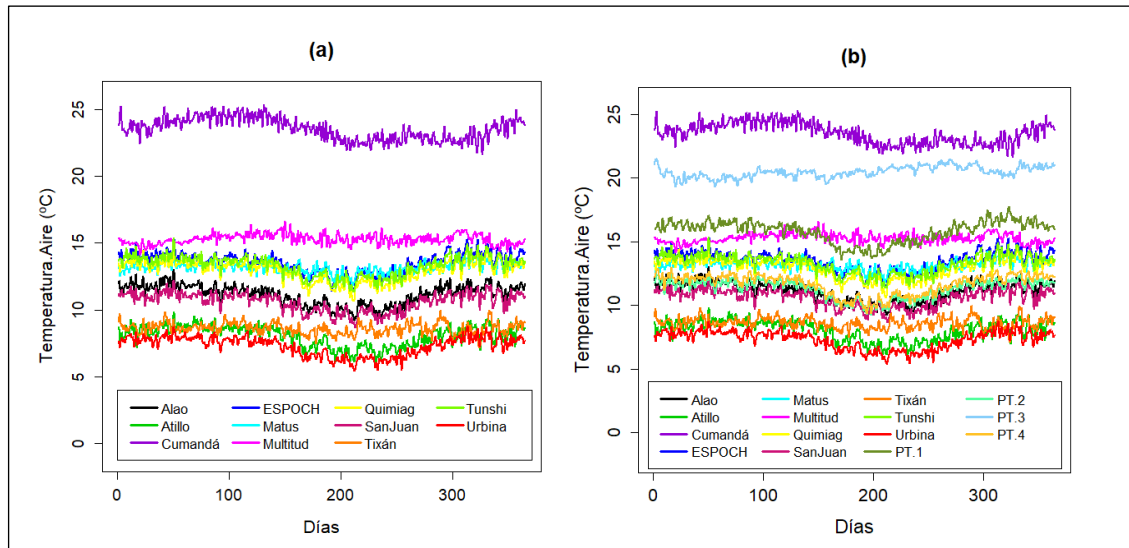 (a)
Temperatura.Aire (ºC)
25
20
15
10
5
0
Alao
ESPOCH
Quimiag
Tunshi
Atillo
Matus
SanJuan
Urbina
Cumandá
Multitud
Tixán
0
100
200
300
Días
(b)
Temperatura.Aire (ºC)
25
20
15
10
5
0
Alao
Matus
Tixán
PT.2
Atillo
Multitud
Tunshi
PT.3
Cumandá
Quimiag
Urbina
PT.4
ESPOCH
SanJuan
PT.1
0
100
200
300
Días